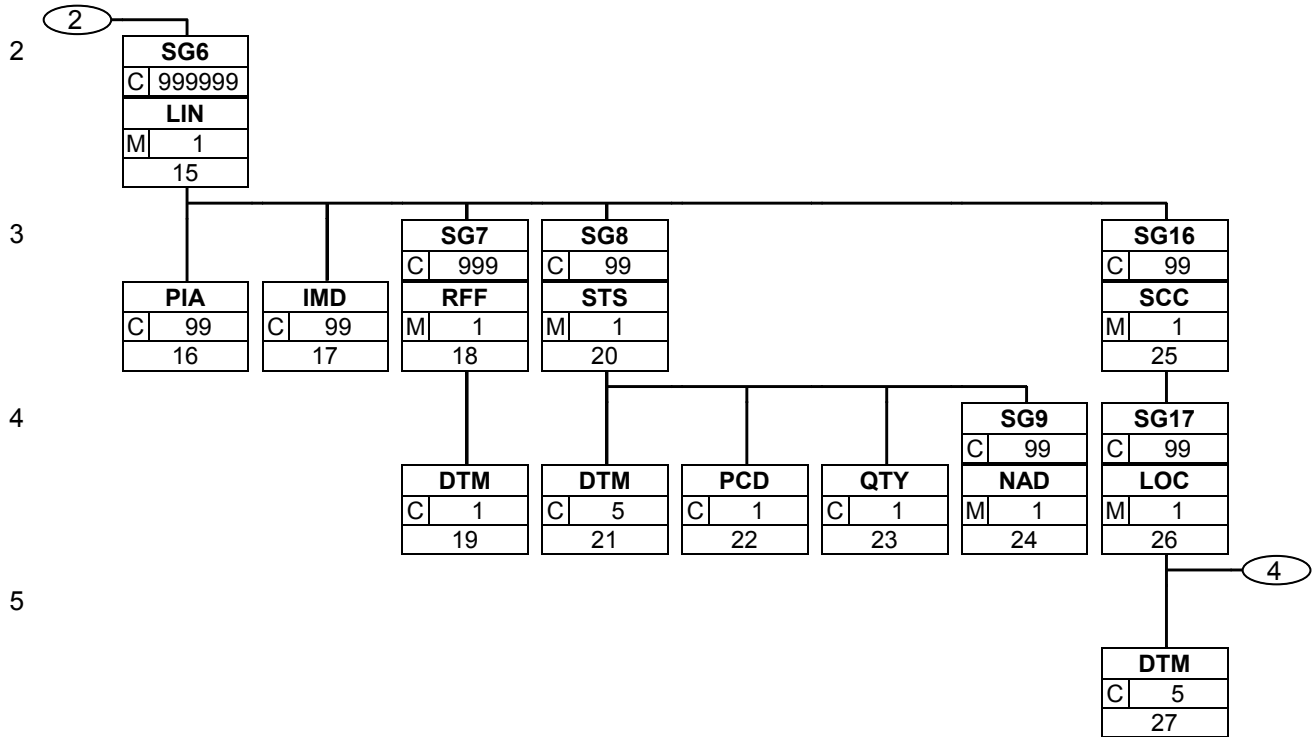 2
2
SG6
C 999999
LIN
M 1
15
3
SG7
SG8
SG16
C 999
C 99
C 99
PIA
IMD
RFF
STS
SCC
C 99
C 99
M 1
M 1
M 1
16
17
18
20
25
4
SG9
SG17
C 99
C 99
DTM
DTM
PCD
QTY
NAD
LOC
C 1
C 5
C 1
C 1
M 1
M 1
19
21
22
23
24
26
4
5
DTM
C 5
27